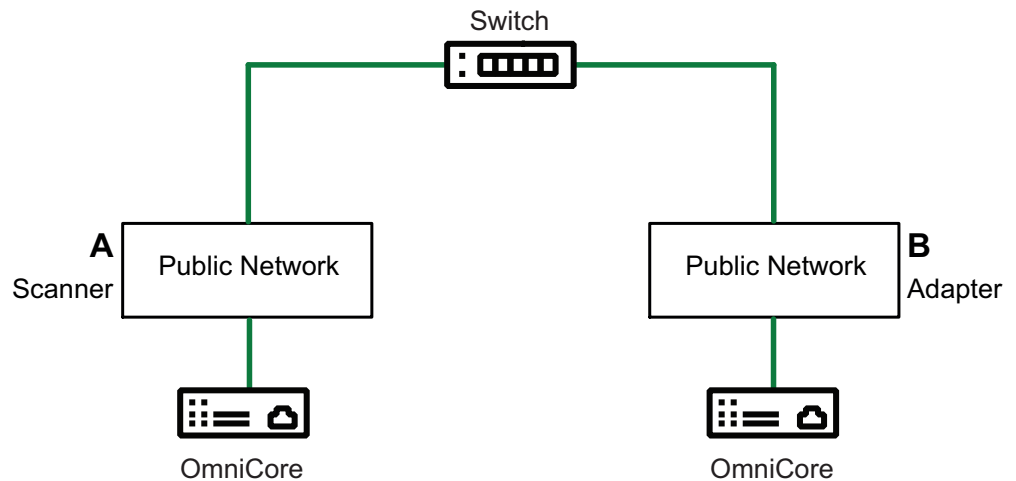 Switch
A
Scanner
Public Network
Public Network
B
Adapter
OmniCore
OmniCore